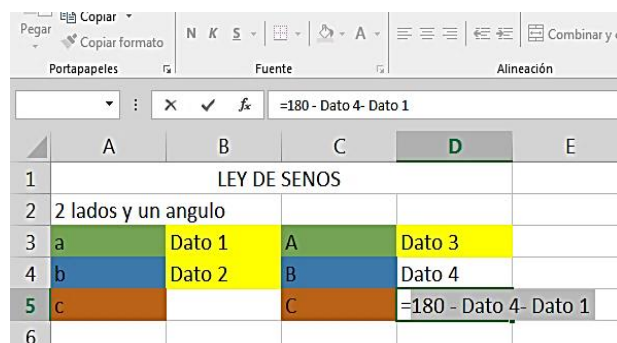 Pegar
Copiar
Copiar formato
Portapapeles
N K S
A
Fuente
Combinar y
Alineación
fx =180 - Dato 4- Dato 1
A B C D E
1 LEY DE SENOS
2 2 lados y un angulo
3 a Dato 1 A Dato 3
4 b Dato 2 B Dato 4
5 c C =180 - Dato 4- Dato 1
6